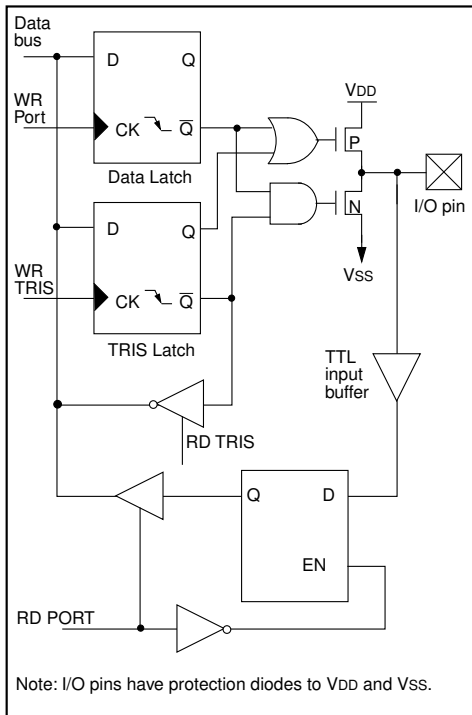 Data
bus
D
Q
VDD
WR
Port
CK
Q
P
Data Latch
I/O pin
N
D
Q
VSS
WR
TRIS
CK
Q
TRIS Latch
TTL
input
buffer
RD TRIS
Q
D
EN
RD PORT
Note: I/O pins have protection diodes to VDD and VSS.